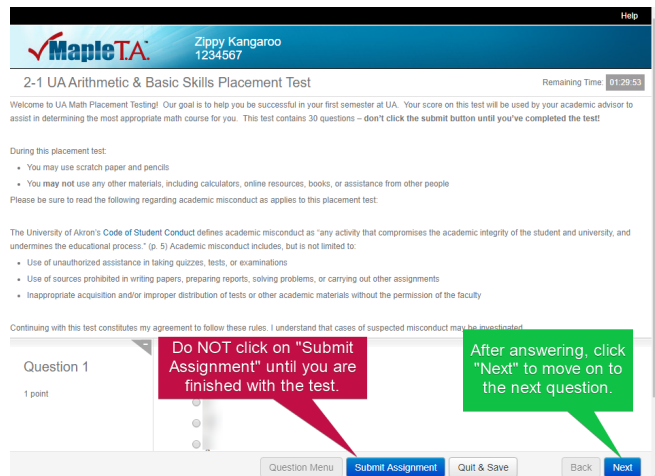 Help
MapleT.A.
Zippy Kangaroo
1234567
2-1 UA Arithmetic & Basic Skills Placement Test
Remaining Time: 01:29:53
Welcome to UA Math Placement Testing! Our goal is to help you be successful in your first semester at UA. Your score on this test will be used by your academic advisor to
assist in determining the most appropriate math course for you. This test contains 30 questions – don't click the submit button until you've completed the test!
During this placement test:
• You may use scratch paper and pencils
• You may not use any other materials, including calculators, online resources, books, or assistance from other people
Please be sure to read the following regarding academic misconduct as applies to this placement test:
The University of Akron's Code of Student Conduct defines academic misconduct as "any activity that compromises the academic integrity of the student and university, and
undermines the educational process." (p. 5) Academic misconduct includes, but is not limited to:
• Use of unauthorized assistance in taking quizzes, tests, or examinations
• Use of sources prohibited in writing papers, preparing reports, solving problems, or carrying out other assignments
• Inappropriate acquisition and/or improper distribution of tests or other academic materials without the permission of the faculty
Continuing with this test constitutes my agreement to follow these rules. I understand that cases of suspected misconduct may be investigated.
Question 1
1 point
Do NOT click on "Submit
Assignment" until you are
finished with the test.
After answering, click
"Next" to move on to
the next question.
Question Menu
Submit Assignment
Quit & Save
Back
Next